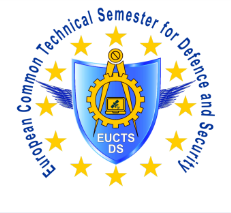 European Common Technical Semester for Defence and Security
EUCTS
DS